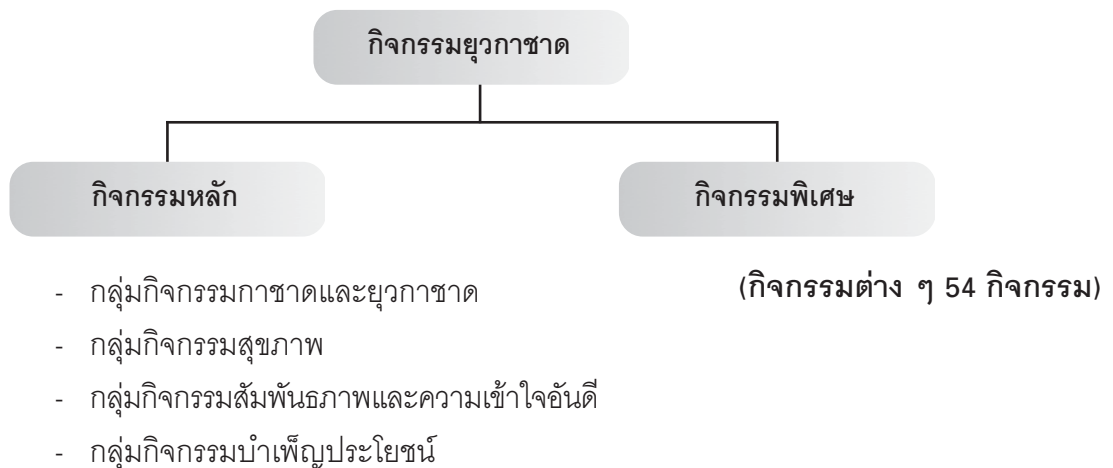 กิจกรรมยุวกาชาด
กิจกรรมหลัก
กิจกรรมพิเศษ
- กลุ่มกิจกรรมกาชาดและยุวกาชาด
(กิจกรรมต่าง ๆ 54 กิจกรรม)
- กลุ่มกิจกรรมสุขภาพ
- กลุ่มกิจกรรมสัมพันธภาพและความเข้าใจอันดี
- กลุ่มกิจกรรมบำเพ็ญประโยชน์